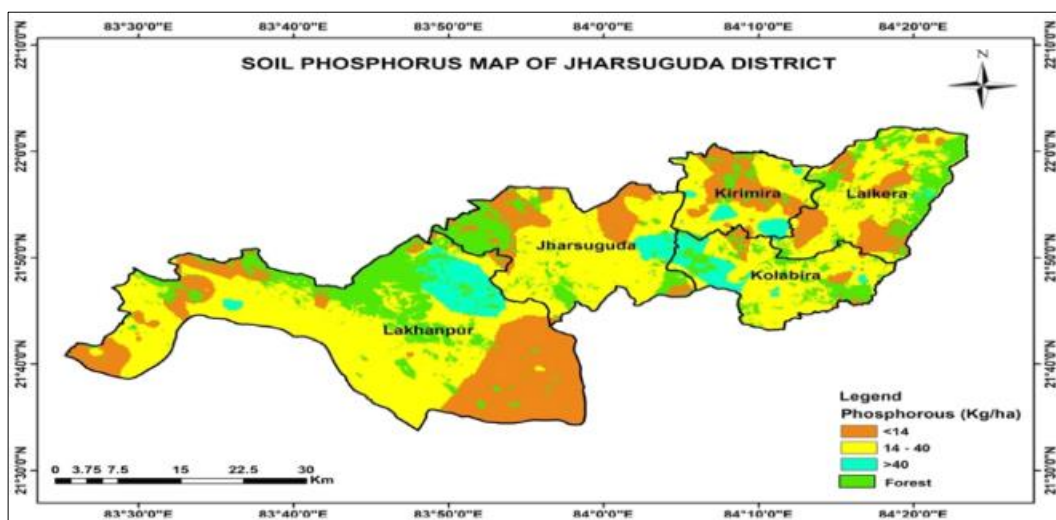 83°30'0"E 83°40'0"E 83°50'0"E 84°0'0"E 84°10'0"E 84°20'0"E
22°10'0"N
SOIL PHOSPHORUS MAP OF JHARSUGUDA DISTRICT
N
22°0'0"N 22°0'0"N
Kirimira
Laikera
Jharsuguda
21°50'0"N 21°50'0"N
Kolabira
Lakhanpur
21°40'0"N 21°40'0"N
Legend
Phosphorous (Kg/ha)
<14
14 - 40
>40
Forest
21°30'0"N 21°30'0"N
0 3.75 7.5 15 22.5 30
Km
83°30'0"E 83°40'0"E 83°50'0"E 84°0'0"E 84°10'0"E 84°20'0"E